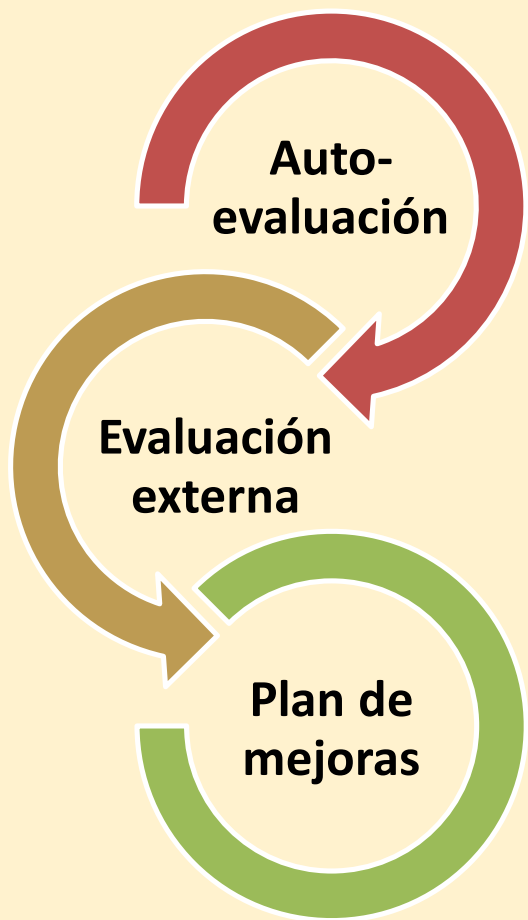 Auto-
evaluación
Evaluación
externa
Plan de
mejoras